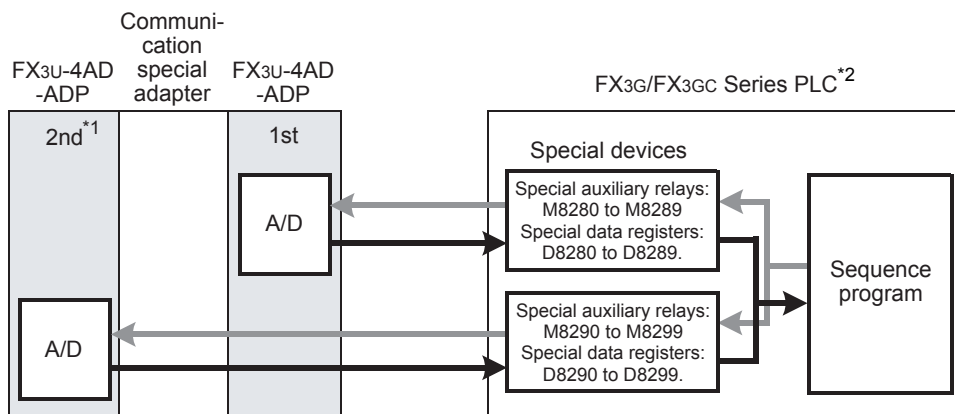 Communi-
cation
special
adapter
FX3U-4AD
-ADP
FX3U-4AD
-ADP
FX3G/FX3GC Series PLC*2
2nd*1
1st
Special devices
A/D
Special auxiliary relays:
M8280 to M8289
Special data registers:
D8280 to D8289.
Sequence
program
A/D
Special auxiliary relays:
M8290 to M8299
Special data registers:
D8290 to D8299.